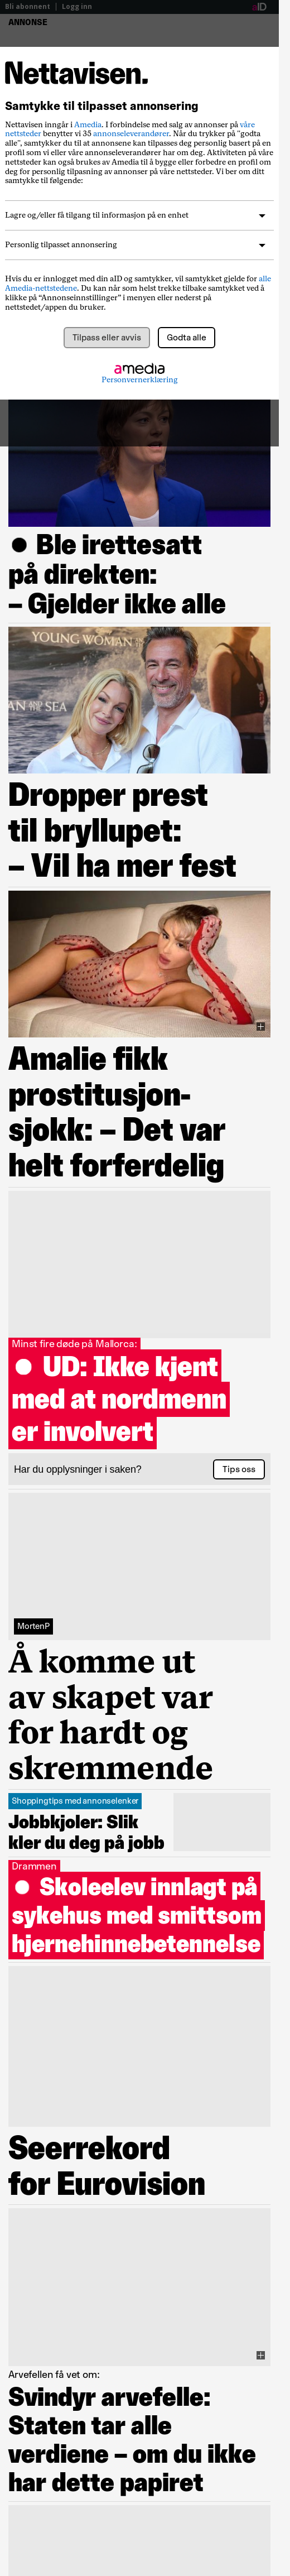 Bli abonnent | Logg inn
aID
ANNONSE
Nettavisen.
Samtykke til tilpasset annonsering
Nettavisen inngår i Amedia. I forbindelse med salg av annonser på våre
nettsteder benytter vi 35 annonseleverandører. Når du trykker på "godta
alle", samtykker du til at annonsene kan tilpasses deg personlig basert på en
profil som vi eller våre annonseleverandører har om deg. Aktiviteten på våre
nettsteder kan også brukes av Amedia til å bygge eller forbedre en profil om
deg for personlig tilpasning av annonser på våre nettsteder. Vi ber om ditt
samtykke til følgende:
Lagre og/eller få tilgang til informasjon på en enhet
Personlig tilpasset annonsering
Hvis du er innlogget med din aID og samtykker, vil samtykket gjelde for alle
Amedia-nettstedene. Du kan når som helst trekke tilbake samtykket ved å
klikke på “Annonseinnstillinger” i menyen eller nederst på
nettstedet/appen du bruker.
Tilpass eller avvis
Godta alle
amedia
Personvernerklæring
Ble irettesatt
på direkten:
– Gjelder ikke alle
YOUNG WOMAN
AND THE SEA
Dropper prest
til bryllupet:
– Vil ha mer fest
Amalie fikk
prostitusjon-
sjokk: – Det var
helt forferdelig
Minst fire døde på Mallorca:
UD: Ikke kjent
med at nordmenn
er involvert
Har du opplysninger i saken?
Tips oss
MortenP
Å komme ut
av skapet var
for hardt og
skremmende
Shoppingtips med annonselenker
Jobbkjoler: Slik
kler du deg på jobb
Drammen
Skoleelev innlagt på
sykehus med smittsom
hjernehinnebetennelse
Seerrekord
for Eurovision
Arvefellen få vet om:
Svindyr arvefelle:
Staten tar alle
verdiene – om du ikke
har dette papiret